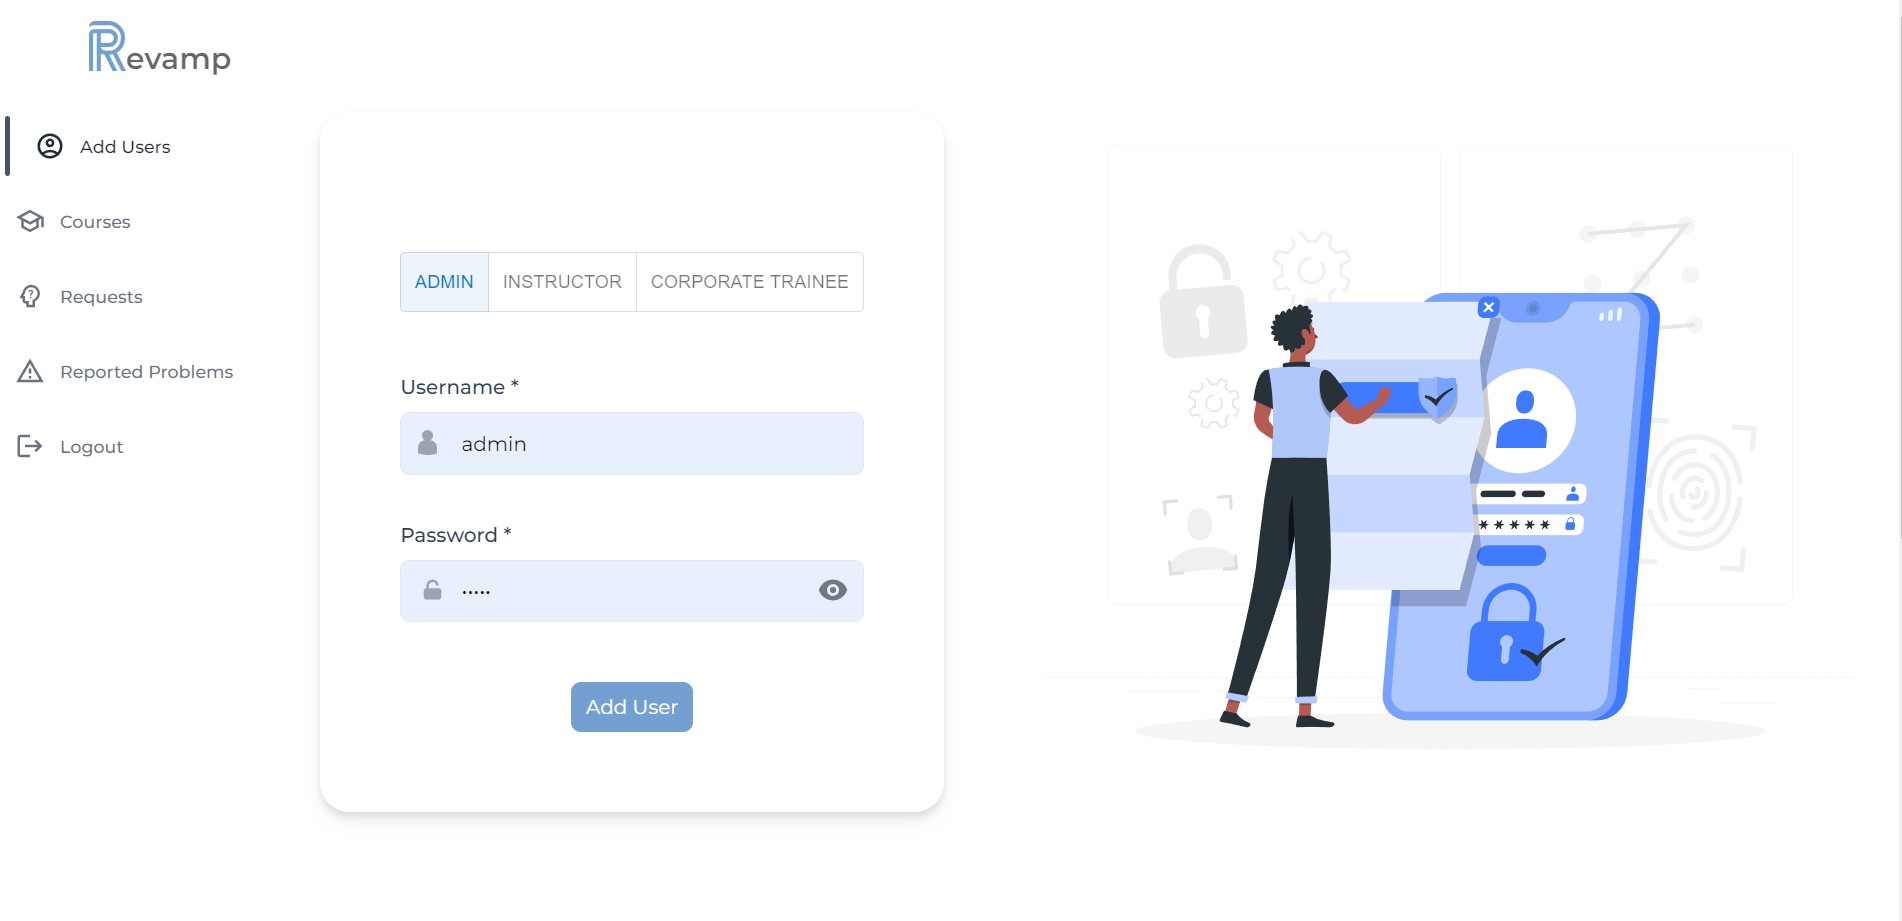 Revamp
Add Users
Courses
Requests
Reported Problems
Logout
ADMIN INSTRUCTOR CORPORATE TRAINEE
Username *
admin
Password *
•••••
Add User
* * * * *